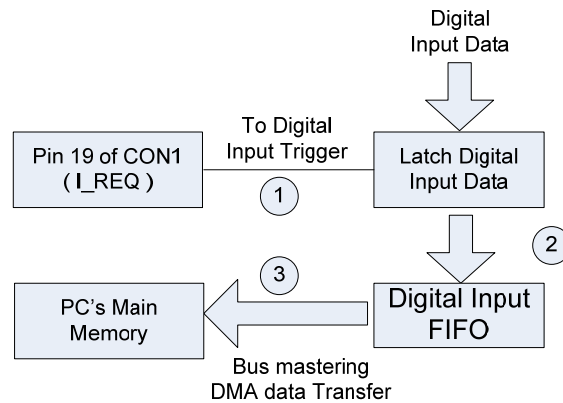 Digital
Input Data
Pin 19 of CON1
( I_REQ )
To Digital
Input Trigger
1
Latch Digital
Input Data
2
3
PC's Main
Memory
Digital Input
FIFO
Bus mastering
DMA data Transfer